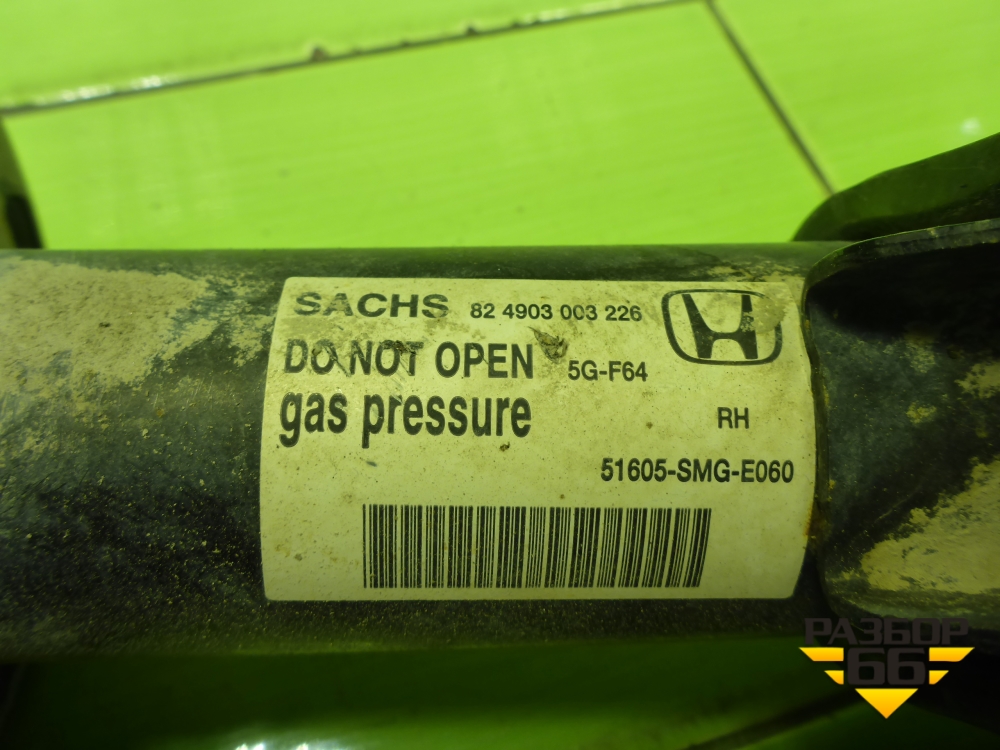 SACHS 82 4903 003 226
DO NOT OPEN 5G-F64
gas pressure RH
51605-SMG-E060
РАЗБОР
66